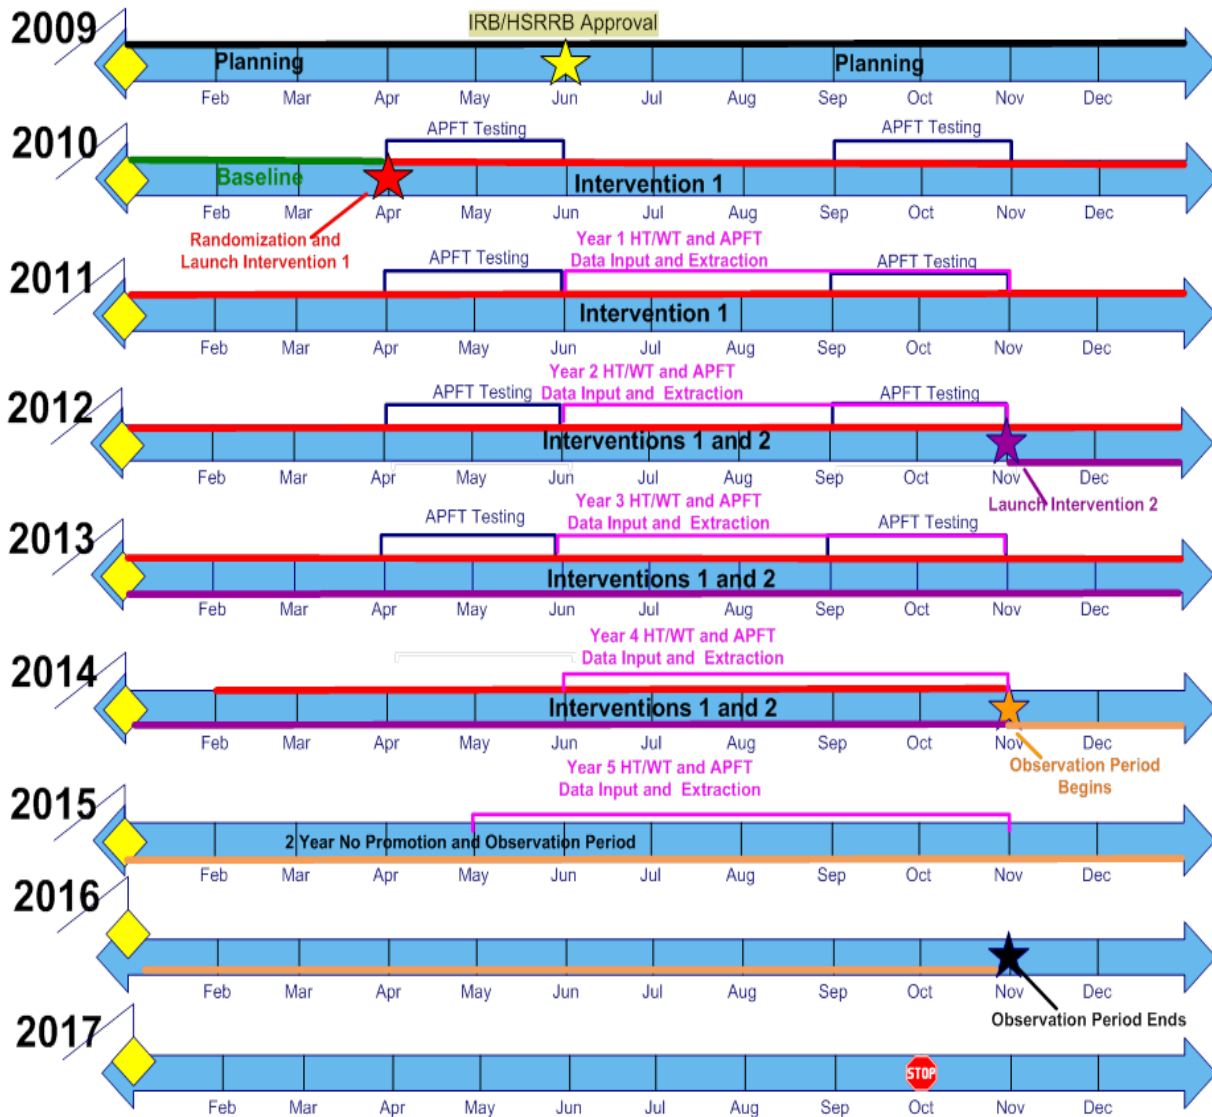 2009
IRB/HSRRB Approval
Planning
Planning
Feb Mar Apr May Jun Jul Aug Sep Oct Nov Dec
2010
APFT Testing
APFT Testing
Baseline
Intervention 1
Feb Mar Apr May Jun Jul Aug Sep Oct Nov Dec
Randomization and
Launch Intervention 1
Year 1 HT/WT and APFT
Data Input and Extraction
2011
APFT Testing
APFT Testing
Intervention 1
Feb Mar Apr May Jun Jul Aug Sep Oct Nov Dec
Year 2 HT/WT and APFT
Data Input and Extraction
2012
APFT Testing
APFT Testing
Interventions 1 and 2
Feb Mar Apr May Jun Jul Aug Sep Oct Nov Dec
Launch Intervention 2
Year 3 HT/WT and APFT
Data Input and Extraction
2013
APFT Testing
APFT Testing
Interventions 1 and 2
Feb Mar Apr May Jun Jul Aug Sep Oct Nov Dec
Year 4 HT/WT and APFT
Data Input and Extraction
2014
Interventions 1 and 2
Feb Mar Apr May Jun Jul Aug Sep Oct Nov Dec
Observation Period
Begins
Year 5 HT/WT and APFT
Data Input and Extraction
2015
2 Year No Promotion and Observation Period
Feb Mar Apr May Jun Jul Aug Sep Oct Nov Dec
2016
Feb Mar Apr May Jun Jul Aug Sep Oct Nov Dec
Observation Period Ends
2017
STOP
Feb Mar Apr May Jun Jul Aug Sep Oct Nov Dec